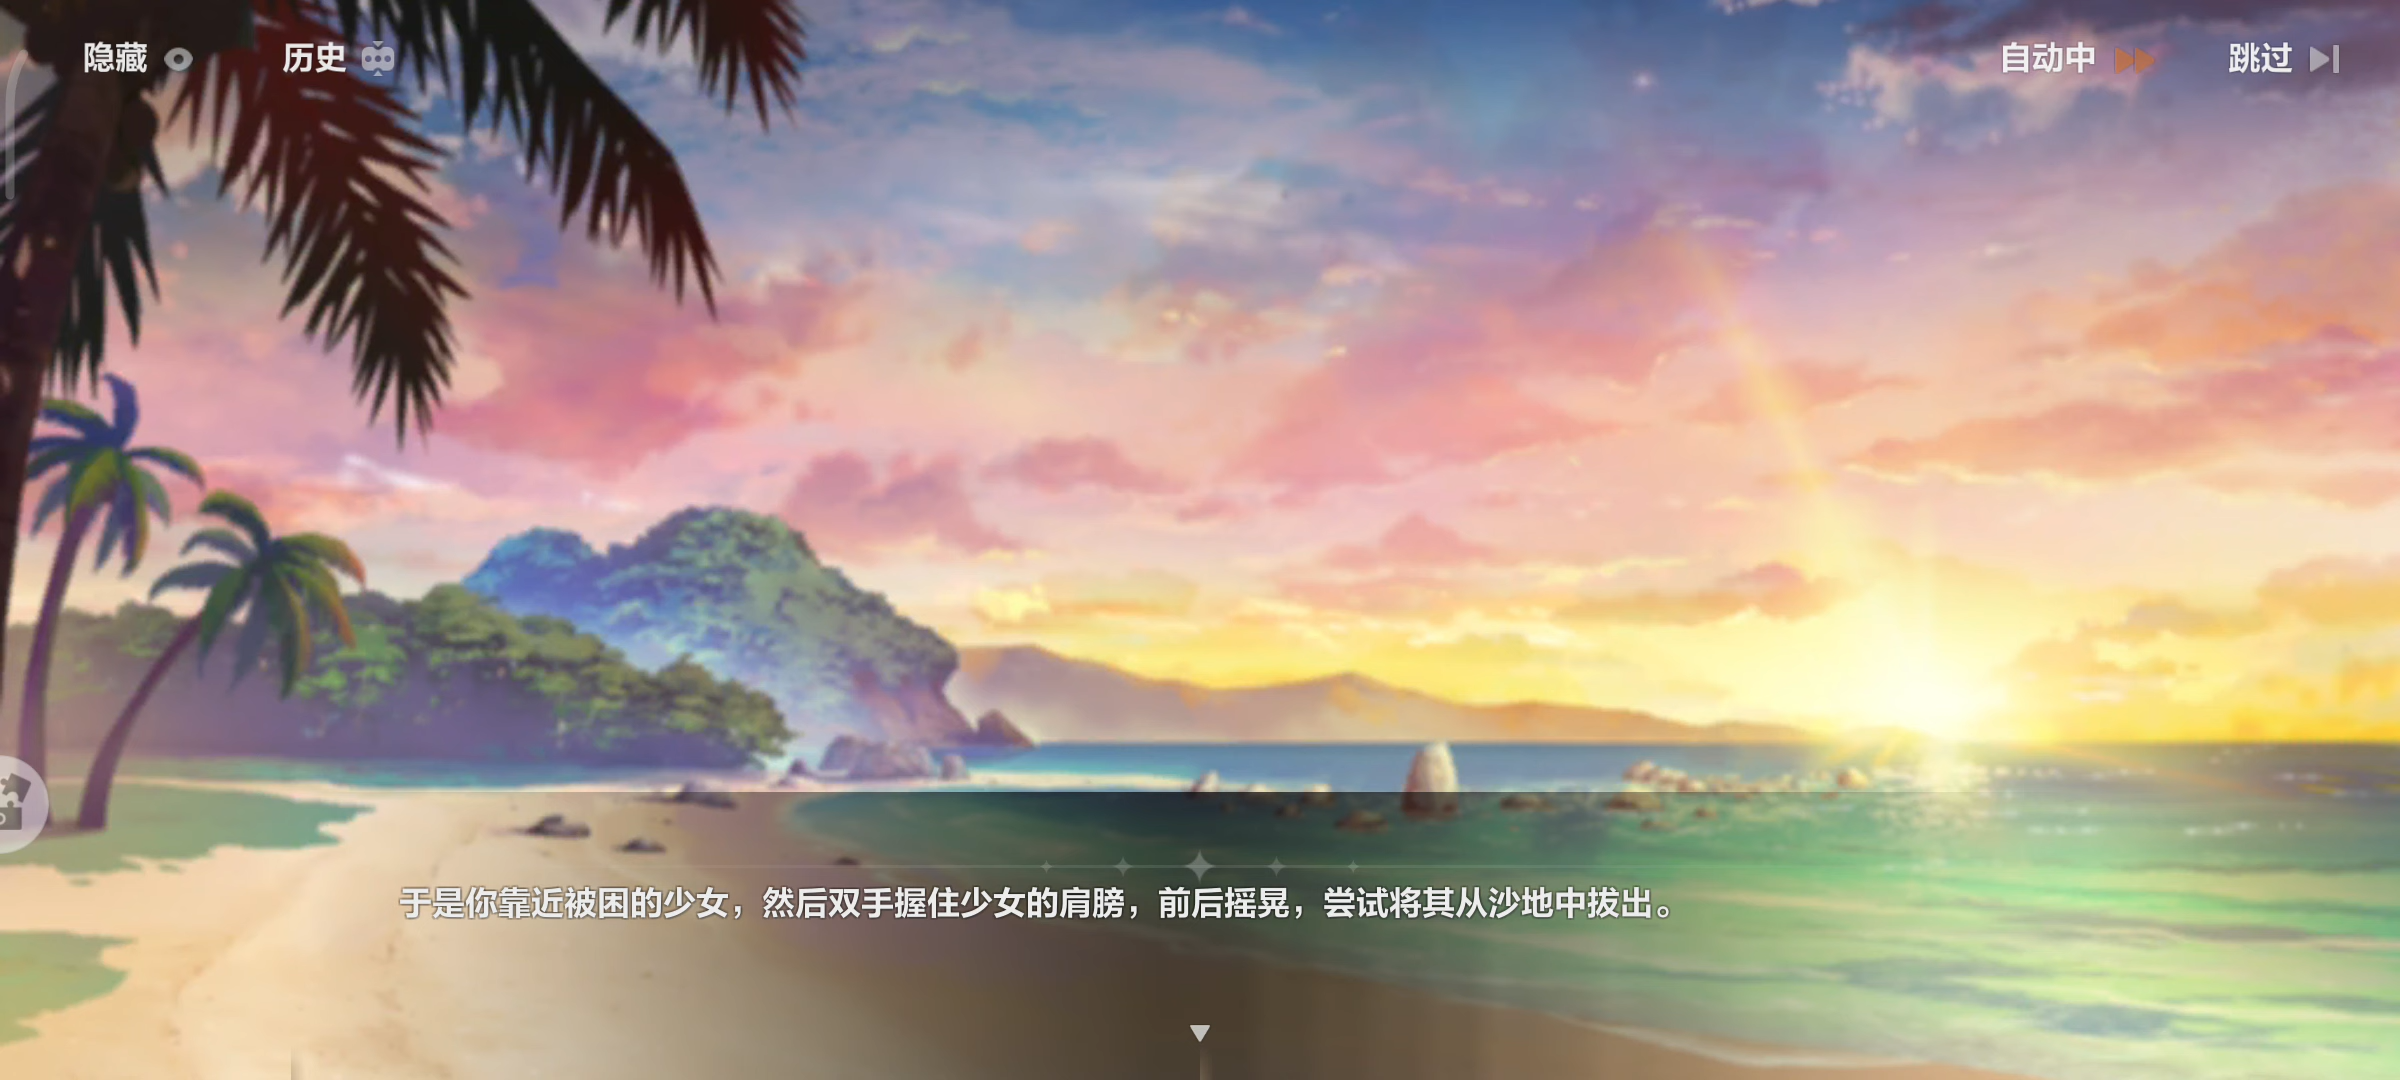 隐藏
历史
自动中
跳过
于是你靠近被困的少女，然后双手握住少女的肩膀，前后摇晃，尝试将其从沙地中拔出。